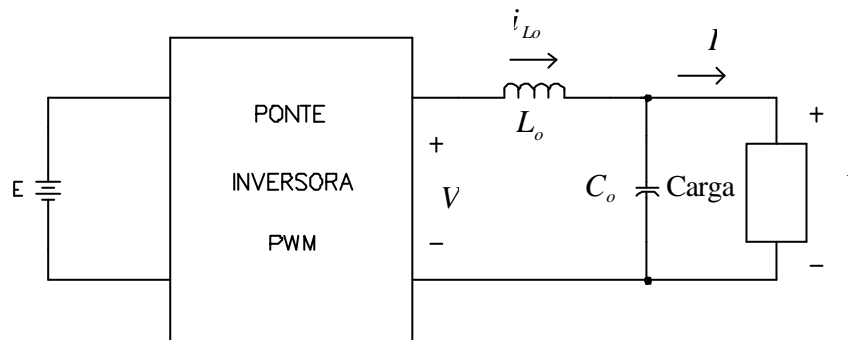 i_Lo
I
PONTE
+
L_o
+
E
INVERSORA
V
C_o
Carga
PWM
−
−